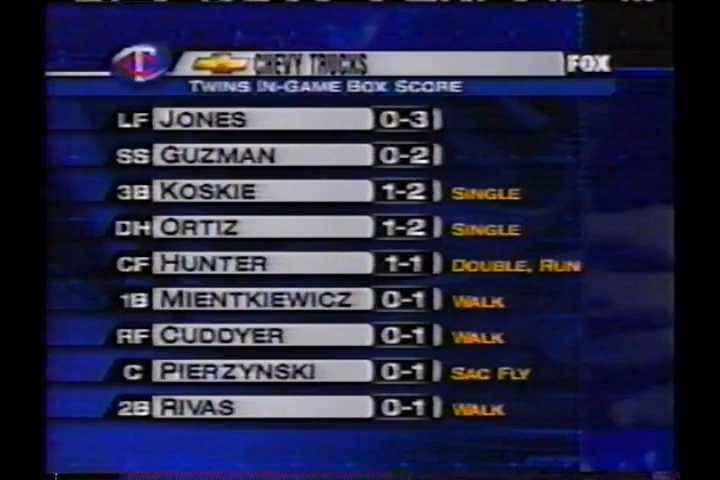 CHEVY TRUCKS FOX
TWINS IN-GAME BOX SCORE
LF JONES 0-3
SS GUZMAN 0-2
3B KOSKIE 1-2 SINGLE
DH ORTIZ 1-2 SINGLE
CF HUNTER 1-1 DOUBLE, RUN
1B MIENTKIEWICZ 0-1 WALK
RF CUDDYER 0-1 WALK
C PIERZYNSKI 0-1 SAC FLY
2B RIVAS 0-1 WALK